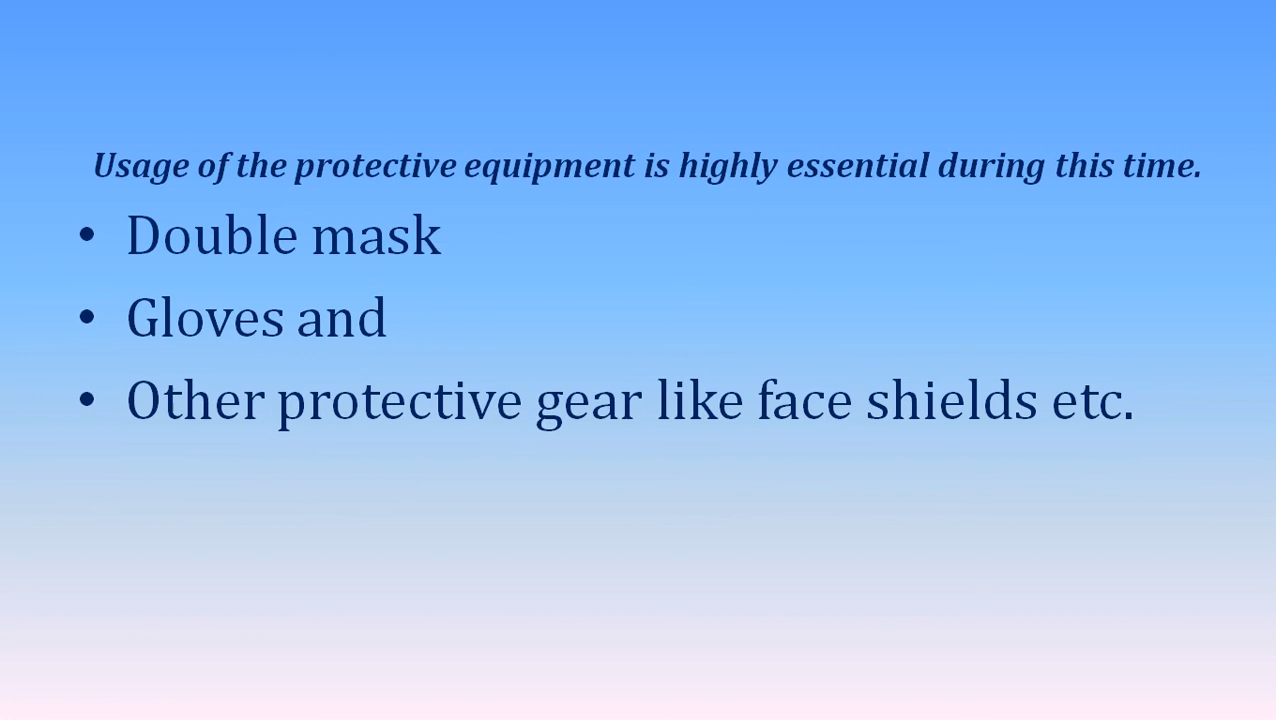 Usage of the protective equipment is highly essential during this time.
• Double mask
• Gloves and
• Other protective gear like face shields etc.